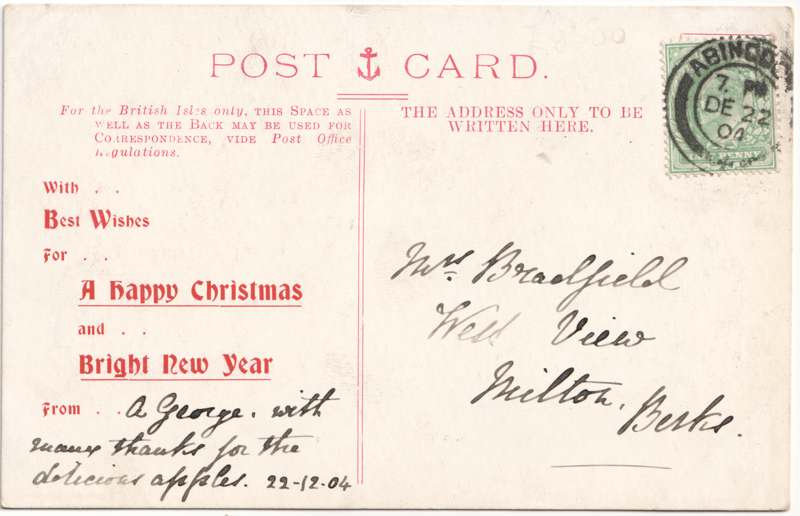 POST CARD.
For the British Isles only, THIS SPACE AS
WELL AS THE BACK MAY BE USED FOR
CORRESPONDENCE, VIDE Post Office
Regulations.
THE ADDRESS ONLY TO BE
WRITTEN HERE.
ABINGDON
7. PM
DE 22
04
PENNY
With . .
Best Wishes
For . .
A Happy Christmas
and . .
Bright New Year
From . . A George. with
many thanks for the
delicious apples. 22-12-04
Mrs. Bradfield
West View
Milton,
Berks.